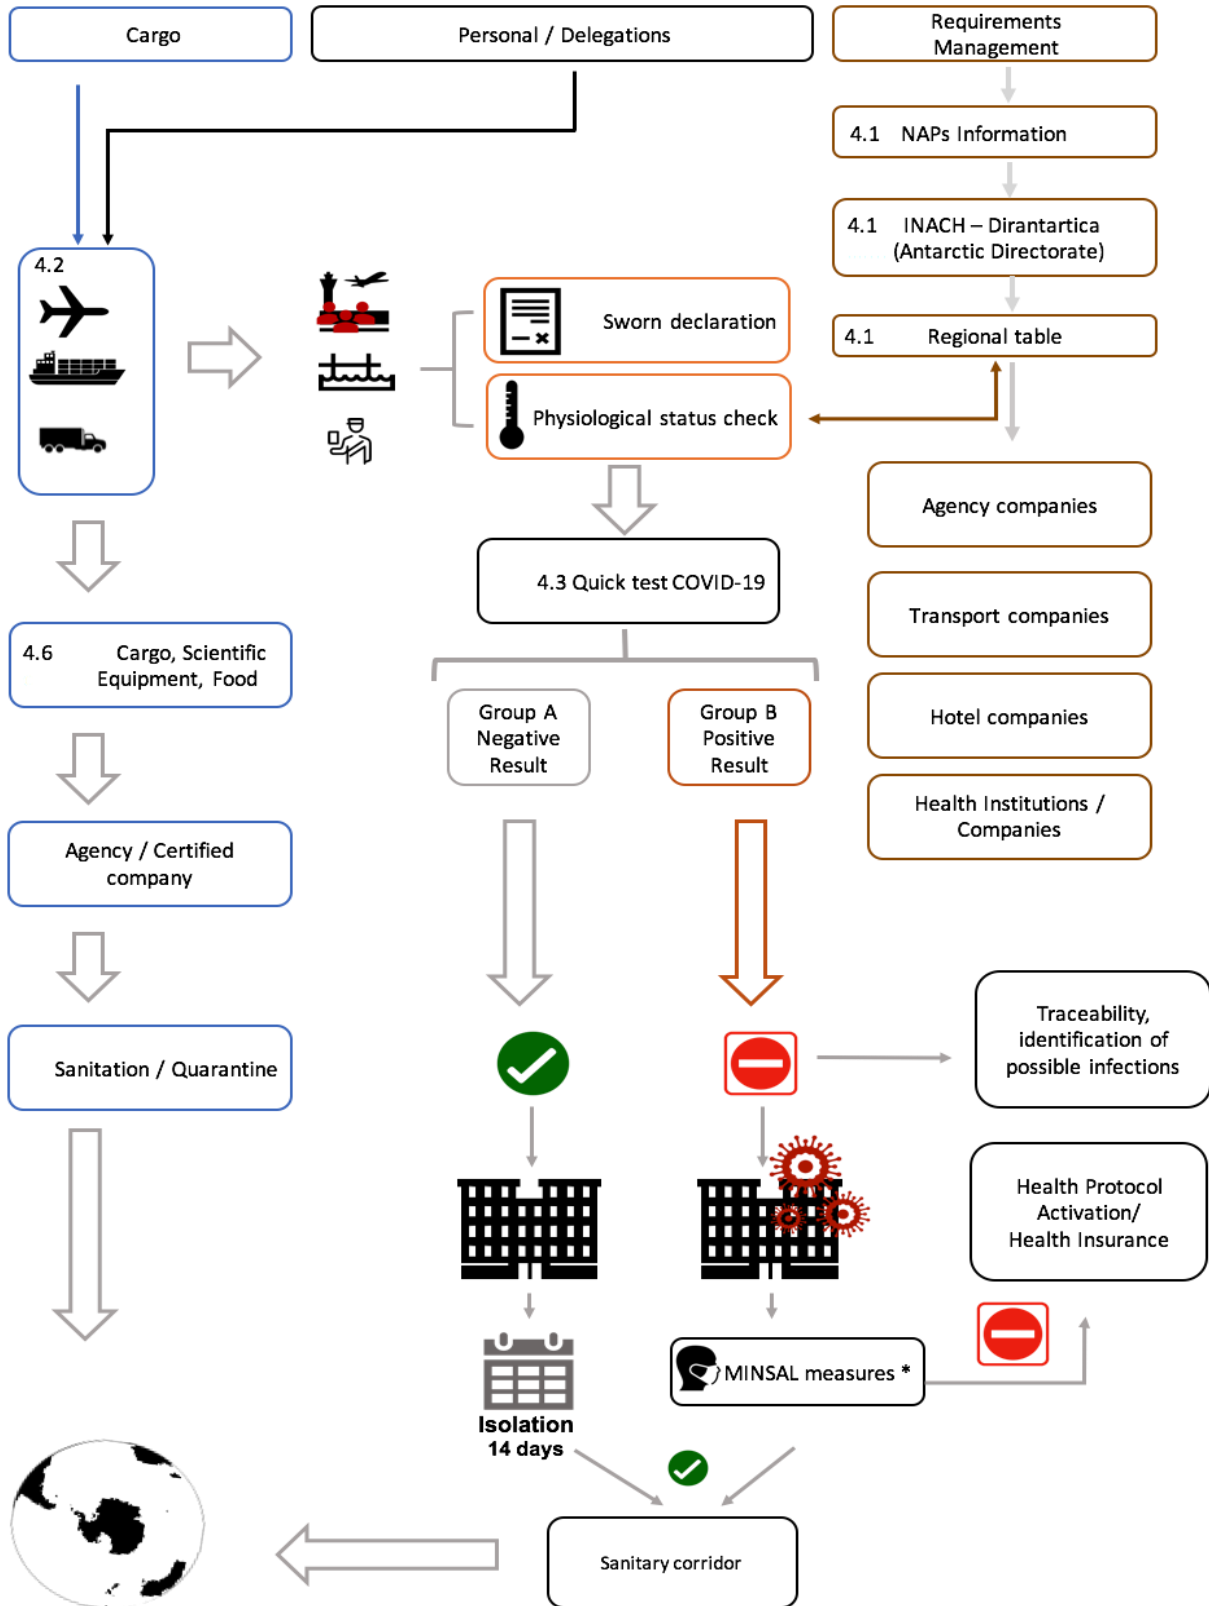 Cargo
Personal / Delegations
Requirements
Management
4.1 NAPs Information
4.1 INACH – Dirantartica
(Antarctic Directorate)
4.2
Sworn declaration
4.1 Regional table
Physiological status check
Agency companies
4.3 Quick test COVID-19
Transport companies
4.6 Cargo, Scientific
Equipment, Food
Group A
Negative
Result
Group B
Positive
Result
Hotel companies
Health Institutions /
Companies
Agency / Certified
company
Traceability,
identification of
possible infections
Sanitation / Quarantine
Health Protocol
Activation/
Health Insurance
MINSAL measures *
Isolation
14 days
Sanitary corridor